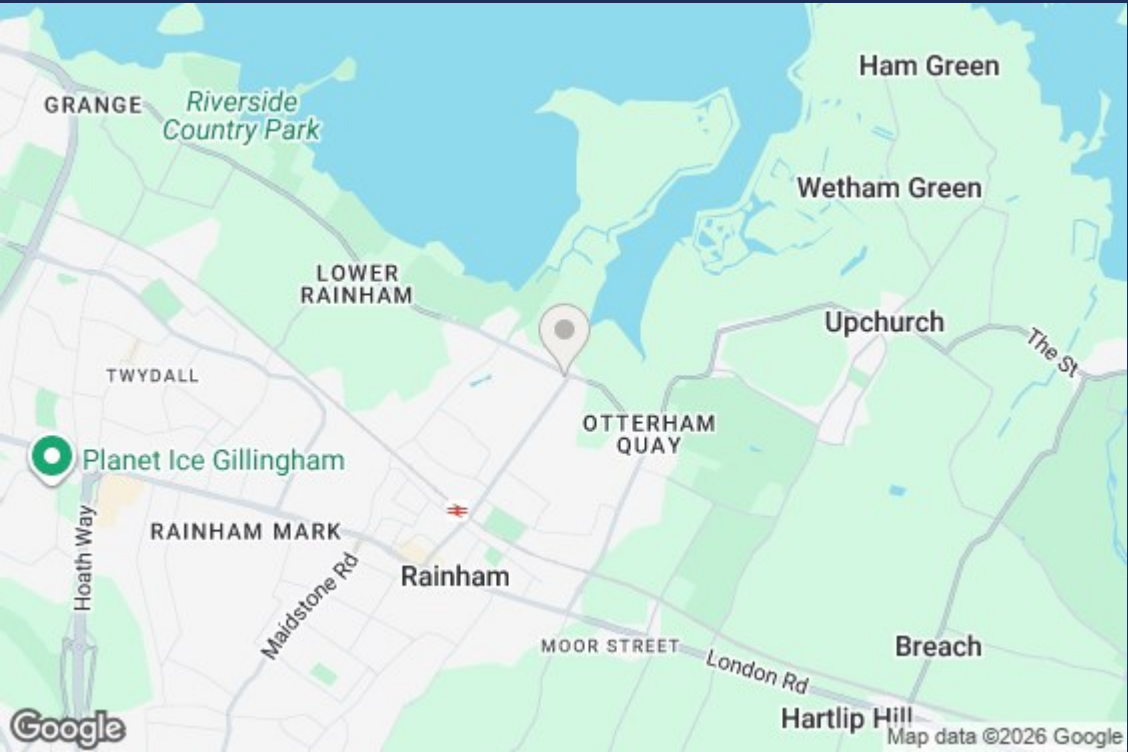 Ham Green
GRANGE
Riverside
Country Park
Wetham Green
LOWER
RAINHAM
Upchurch
The St
TWYDALL
OTTERHAM
QUAY
Planet Ice Gillingham
RAINHAM MARK
Hoath Way
Maidstone Rd
Rainham
MOOR STREET
London Rd
Breach
Hartlip Hill
Google
Map data ©2026 Google